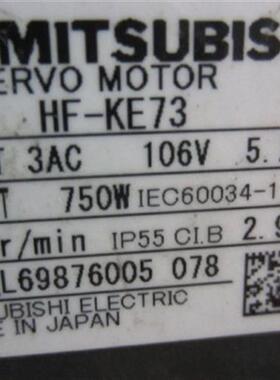 MITSUBIS
ERVO MOTOR
HF-KE73
T 3AC 106V 5.
T 750W IEC60034-1
r/min IP55 CI.B 2.9
L69876005 078
UBISHI ELECTRIC
E IN JAPAN